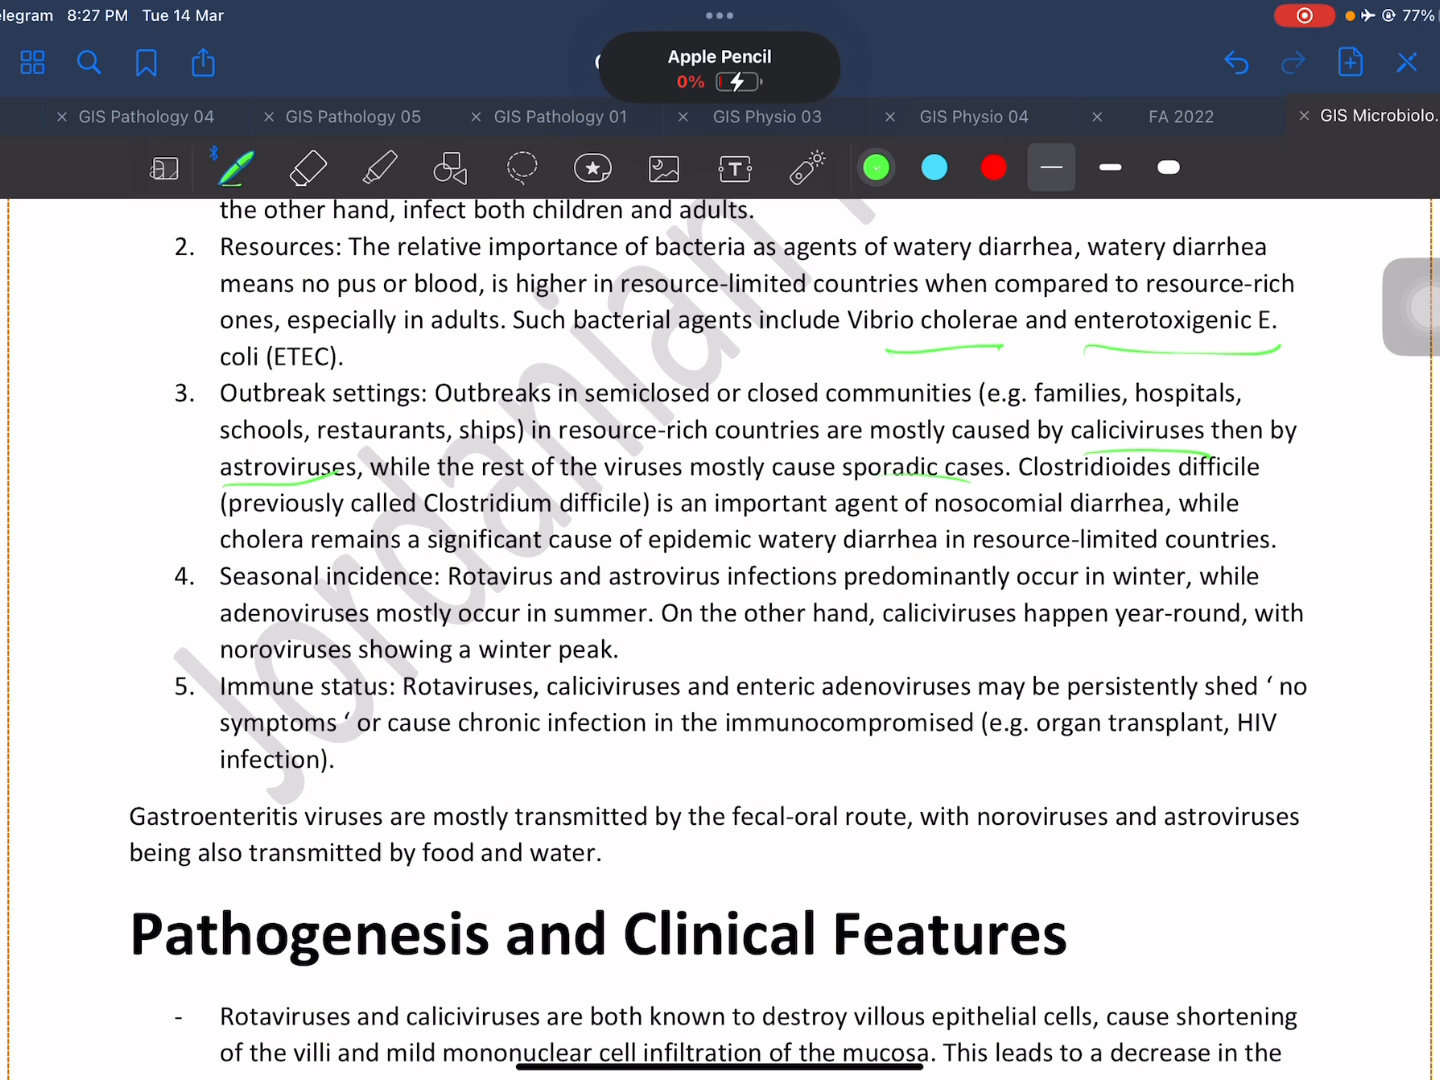 elegram 8:27 PM Tue 14 Mar
77%
Apple Pencil
0%
GIS Pathology 04
GIS Pathology 05
GIS Pathology 01
GIS Physio 03
GIS Physio 04
FA 2022
GIS Microbiolo.
the other hand, infect both children and adults.
2. Resources: The relative importance of bacteria as agents of watery diarrhea, watery diarrhea
means no pus or blood, is higher in resource-limited countries when compared to resource-rich
ones, especially in adults. Such bacterial agents include Vibrio cholerae and enterotoxigenic E.
coli (ETEC).
3. Outbreak settings: Outbreaks in semiclosed or closed communities (e.g. families, hospitals,
schools, restaurants, ships) in resource-rich countries are mostly caused by caliciviruses then by
astroviruses, while the rest of the viruses mostly cause sporadic cases. Clostridioides difficile
(previously called Clostridium difficile) is an important agent of nosocomial diarrhea, while
cholera remains a significant cause of epidemic watery diarrhea in resource-limited countries.
4. Seasonal incidence: Rotavirus and astrovirus infections predominantly occur in winter, while
adenoviruses mostly occur in summer. On the other hand, caliciviruses happen year-round, with
noroviruses showing a winter peak.
5. Immune status: Rotaviruses, caliciviruses and enteric adenoviruses may be persistently shed ‘ no
symptoms ‘ or cause chronic infection in the immunocompromised (e.g. organ transplant, HIV
infection).
Gastroenteritis viruses are mostly transmitted by the fecal-oral route, with noroviruses and astroviruses
being also transmitted by food and water.
Pathogenesis and Clinical Features
- Rotaviruses and caliciviruses are both known to destroy villous epithelial cells, cause shortening
of the villi and mild mononuclear cell infiltration of the mucosa. This leads to a decrease in the
Jordanian